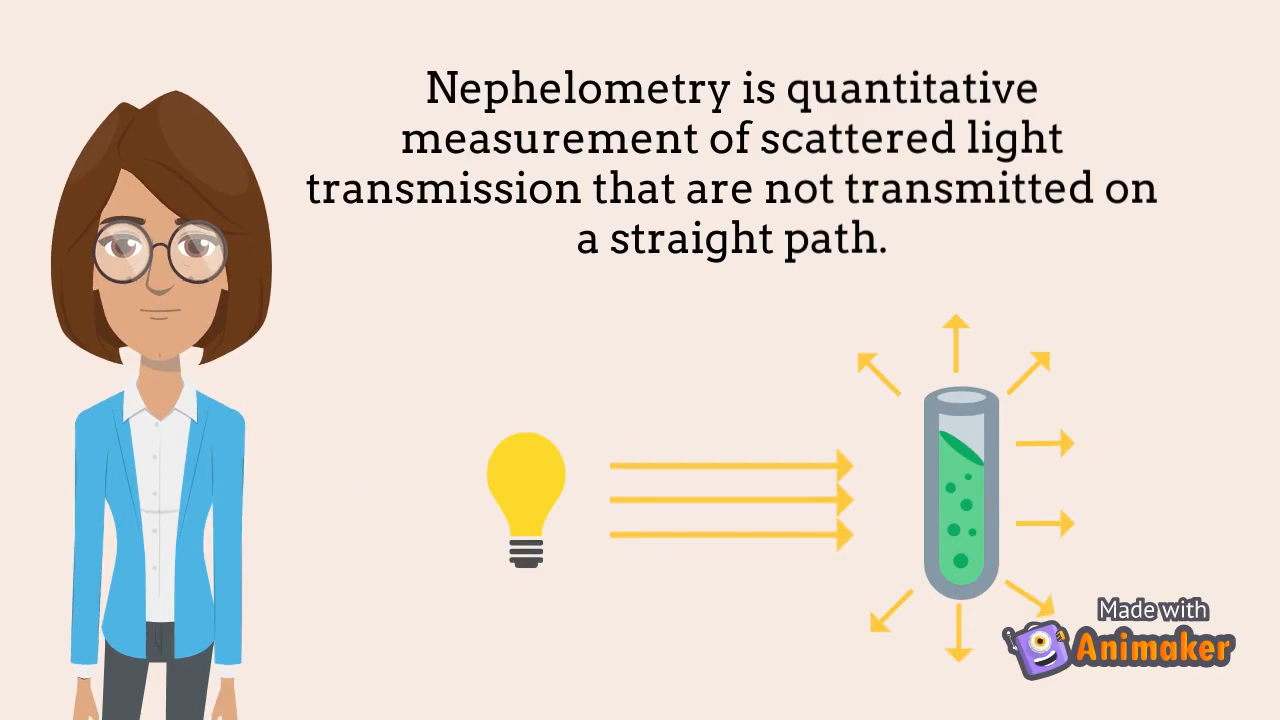 Nephelometry is quantitative
measurement of scattered light
transmission that are not transmitted on
a straight path.
Made with
Animaker